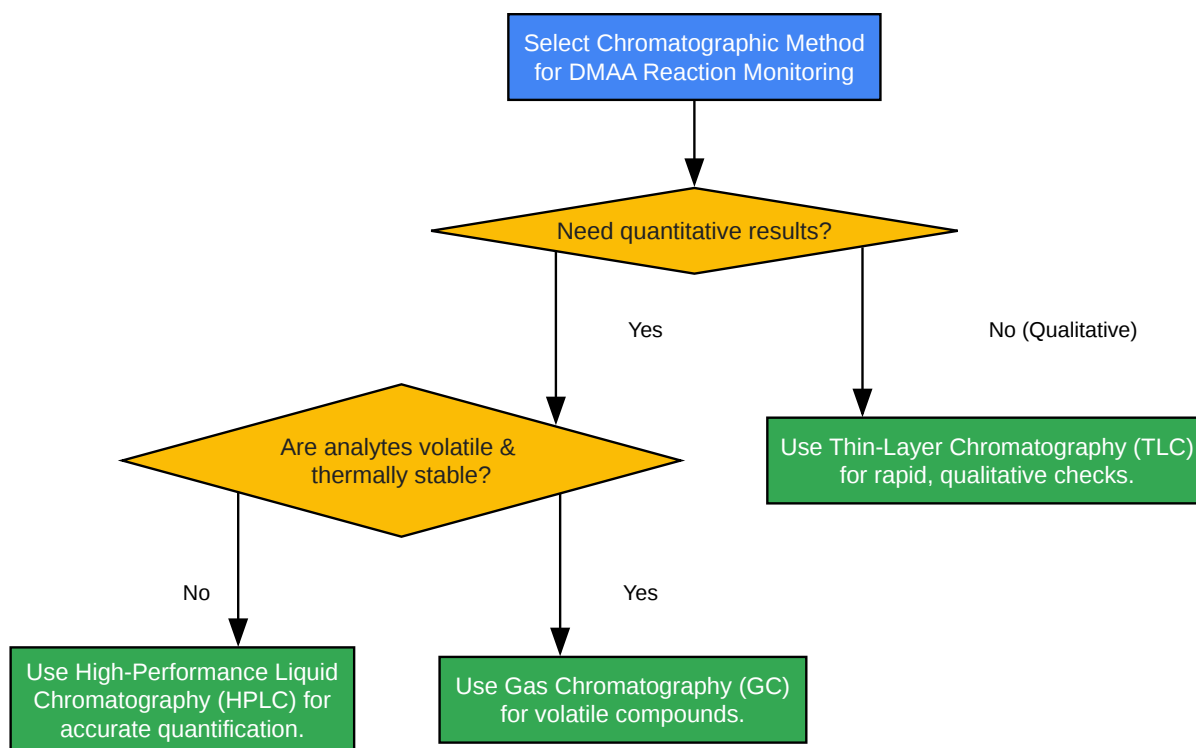 Select Chromatographic Method
for DMAA Reaction Monitoring
Need quantitative results?
Yes
No (Qualitative)
Are analytes volatile &
thermally stable?
Use Thin-Layer Chromatography (TLC)
for rapid, qualitative checks.
No
Yes
Use High-Performance Liquid
Chromatography (HPLC) for
accurate quantification.
Use Gas Chromatography (GC)
for volatile compounds.